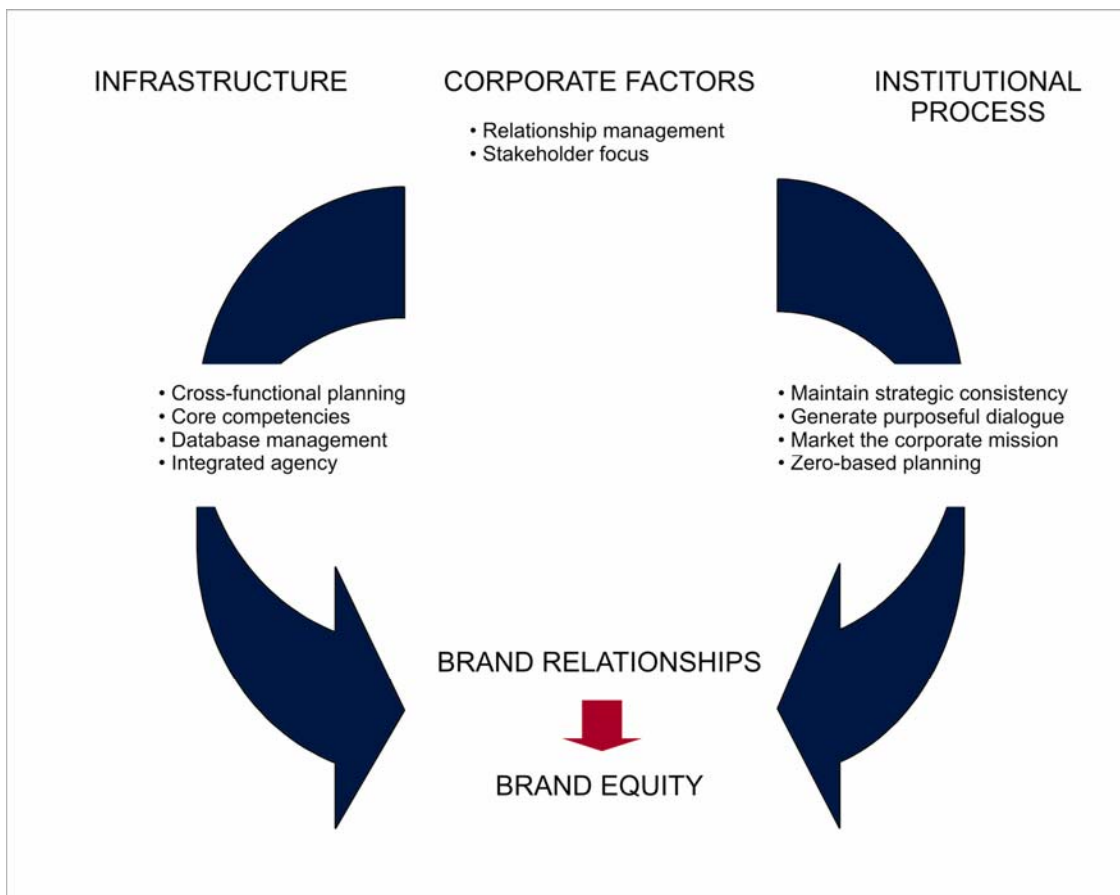 INFRASTRUCTURE
CORPORATE FACTORS
INSTITUTIONAL
PROCESS
• Relationship management
• Stakeholder focus
• Cross-functional planning
• Core competencies
• Database management
• Integrated agency
• Maintain strategic consistency
• Generate purposeful dialogue
• Market the corporate mission
• Zero-based planning
BRAND RELATIONSHIPS
BRAND EQUITY